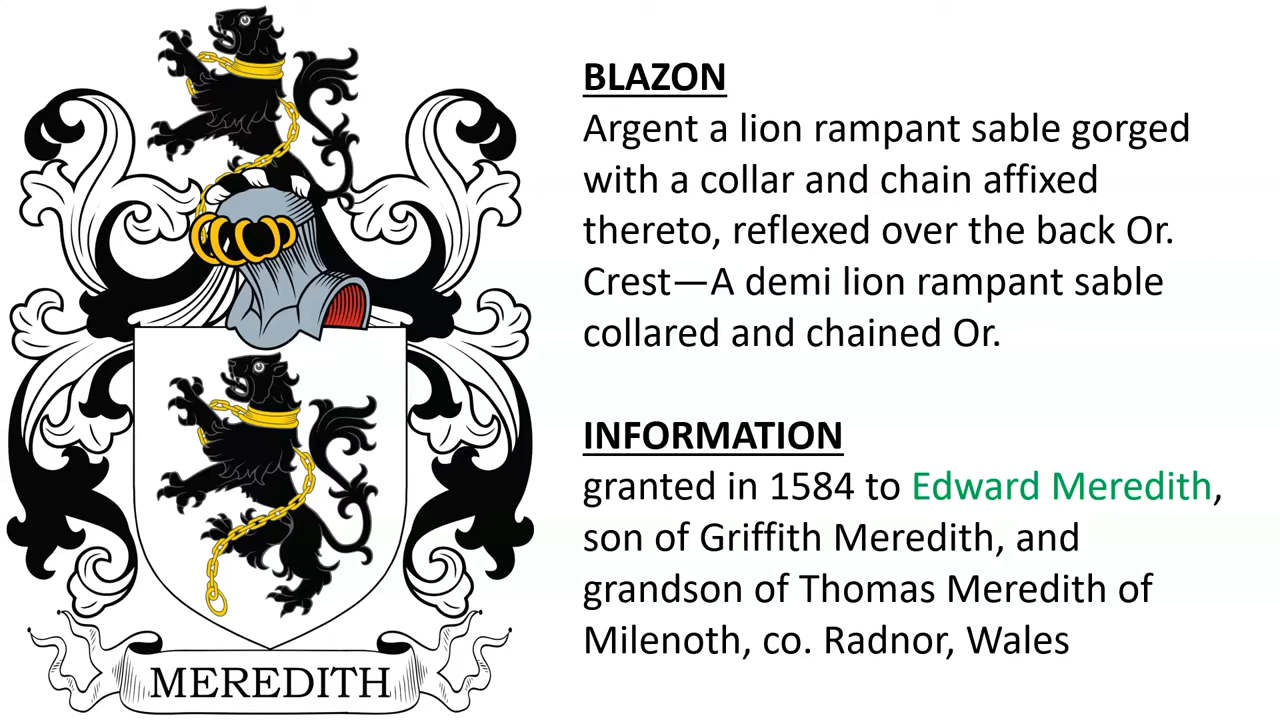 BLAZON
Argent a lion rampant sable gorged
with a collar and chain affixed
thereto, reflexed over the back Or.
Crest—A demi lion rampant sable
collared and chained Or.
INFORMATION
granted in 1584 to Edward Meredith,
son of Griffith Meredith, and
grandson of Thomas Meredith of
Milenoth, co. Radnor, Wales
MEREDITH